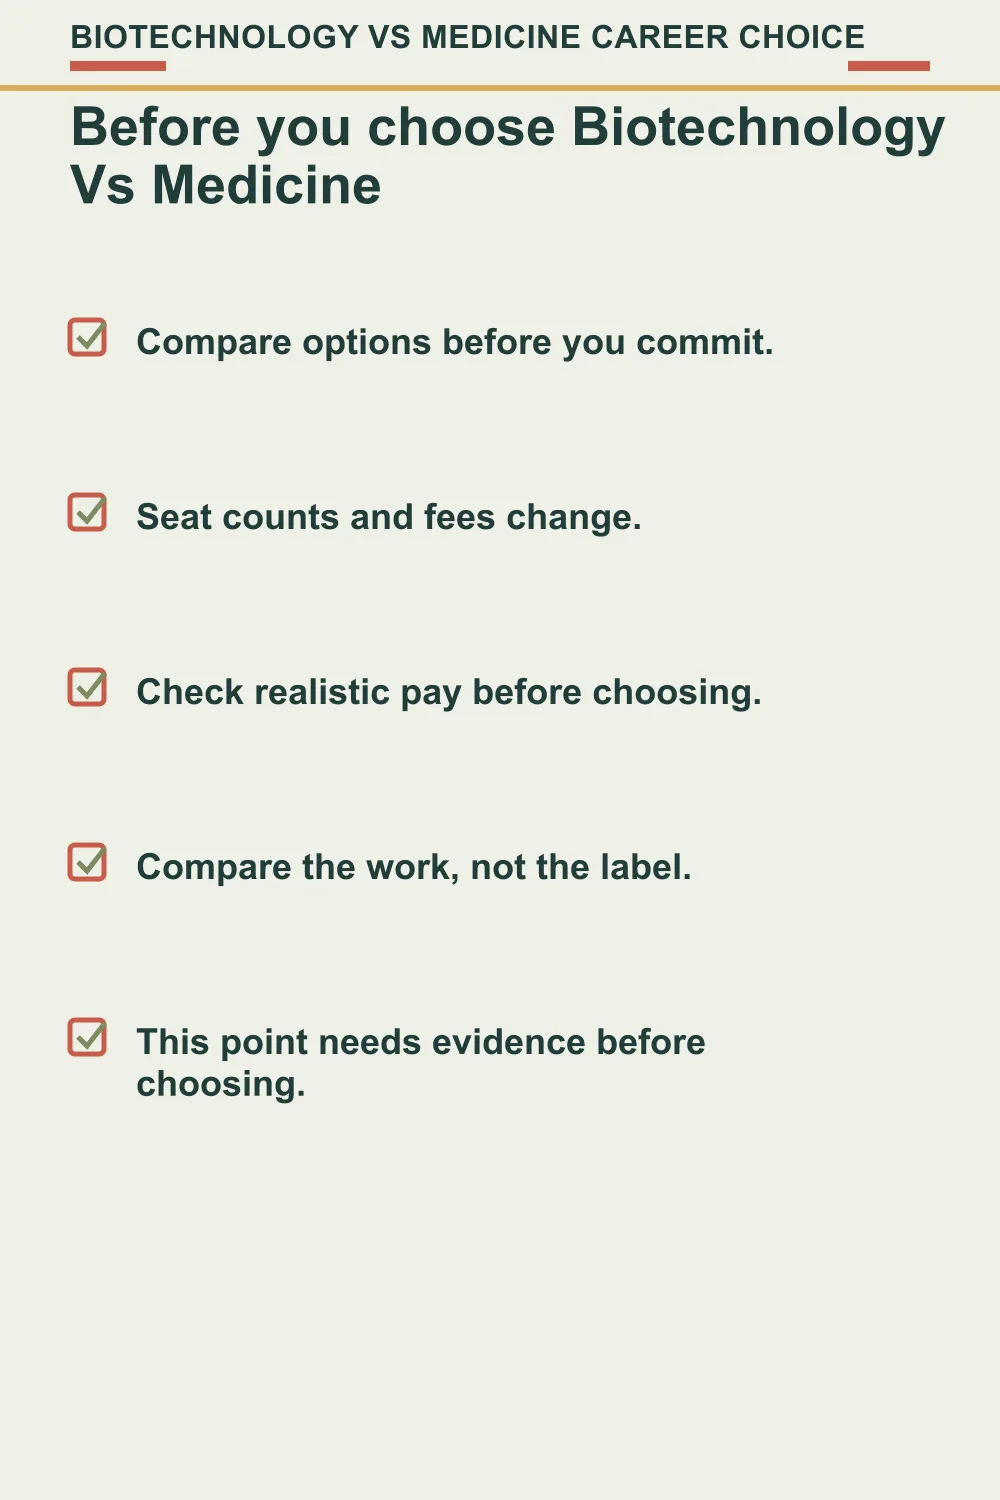 BIOTECHNOLOGY VS MEDICINE CAREER CHOICE
Before you choose Biotechnology
Vs Medicine
Compare options before you commit.
Seat counts and fees change.
Check realistic pay before choosing.
Compare the work, not the label.
This point needs evidence before
choosing.